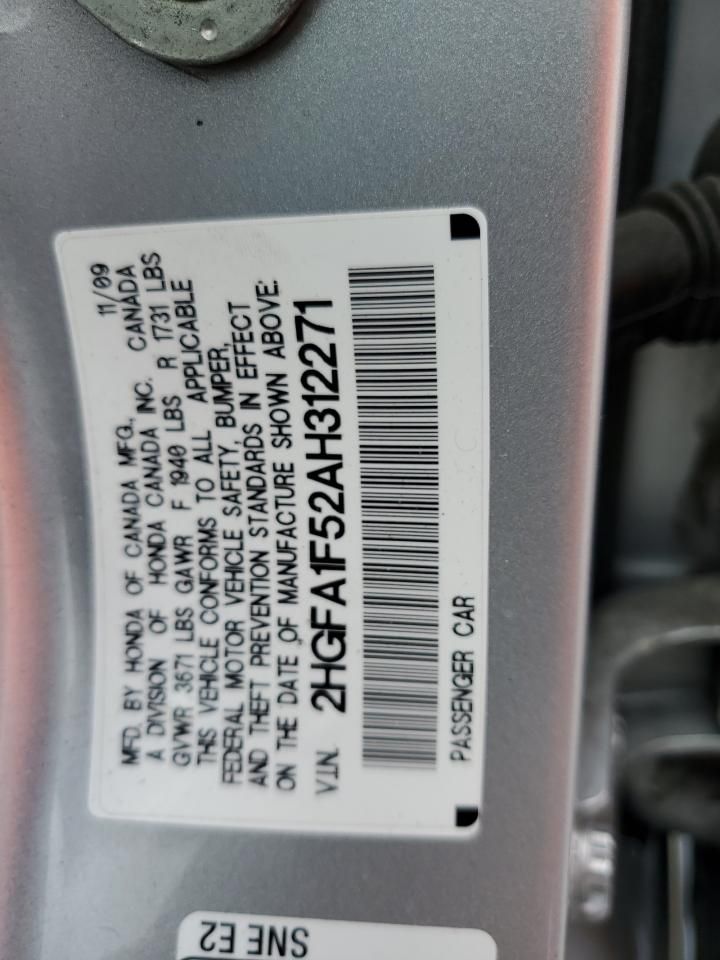 MFD. BY HONDA OF CANADA MFG., 11/09
A DIVISION OF HONDA CANADA INC. CANADA
GVWR 3671 LBS GAWR F 1940 LBS R 1731 LBS
THIS VEHICLE CONFORMS TO ALL APPLICABLE
FEDERAL MOTOR VEHICLE SAFETY, BUMPER,
AND THEFT PREVENTION STANDARDS IN EFFECT
ON THE DATE OF MANUFACTURE SHOWN ABOVE:
V.I.N. 2HGFA1F52AH312271
PASSENGER CAR
SNE E2